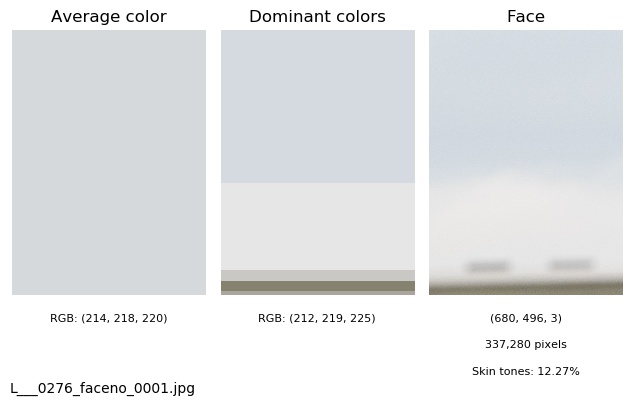 Average color
Dominant colors
Face
RGB: (214, 218, 220)
RGB: (212, 219, 225)
(680, 496, 3)
337,280 pixels
Skin tones: 12.27%
L___0276_faceno_0001.jpg